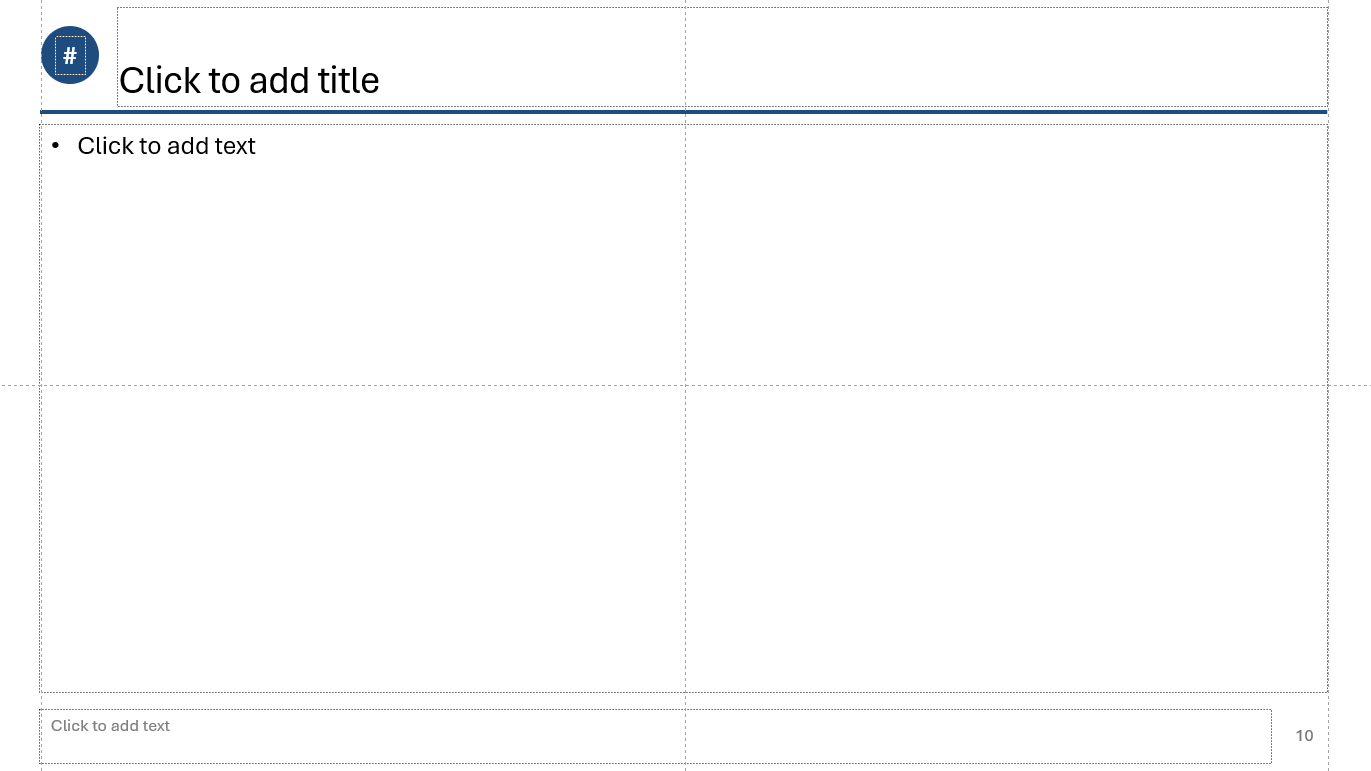 #
Click to add title
• Click to add text
Click to add text
10